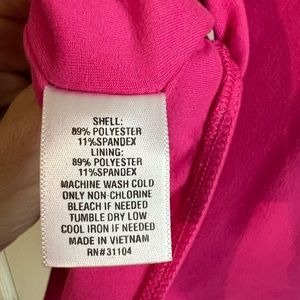 SHELL:
89% POLYESTER
11%SPANDEX
LINING:
89% POLYESTER
11%SPANDEX
MACHINE WASH COLD
ONLY NON-CHLORINE
BLEACH IF NEEDED
TUMBLE DRY LOW
COOL IRON IF NEEDED
MADE IN VIETNAM
RN#31104